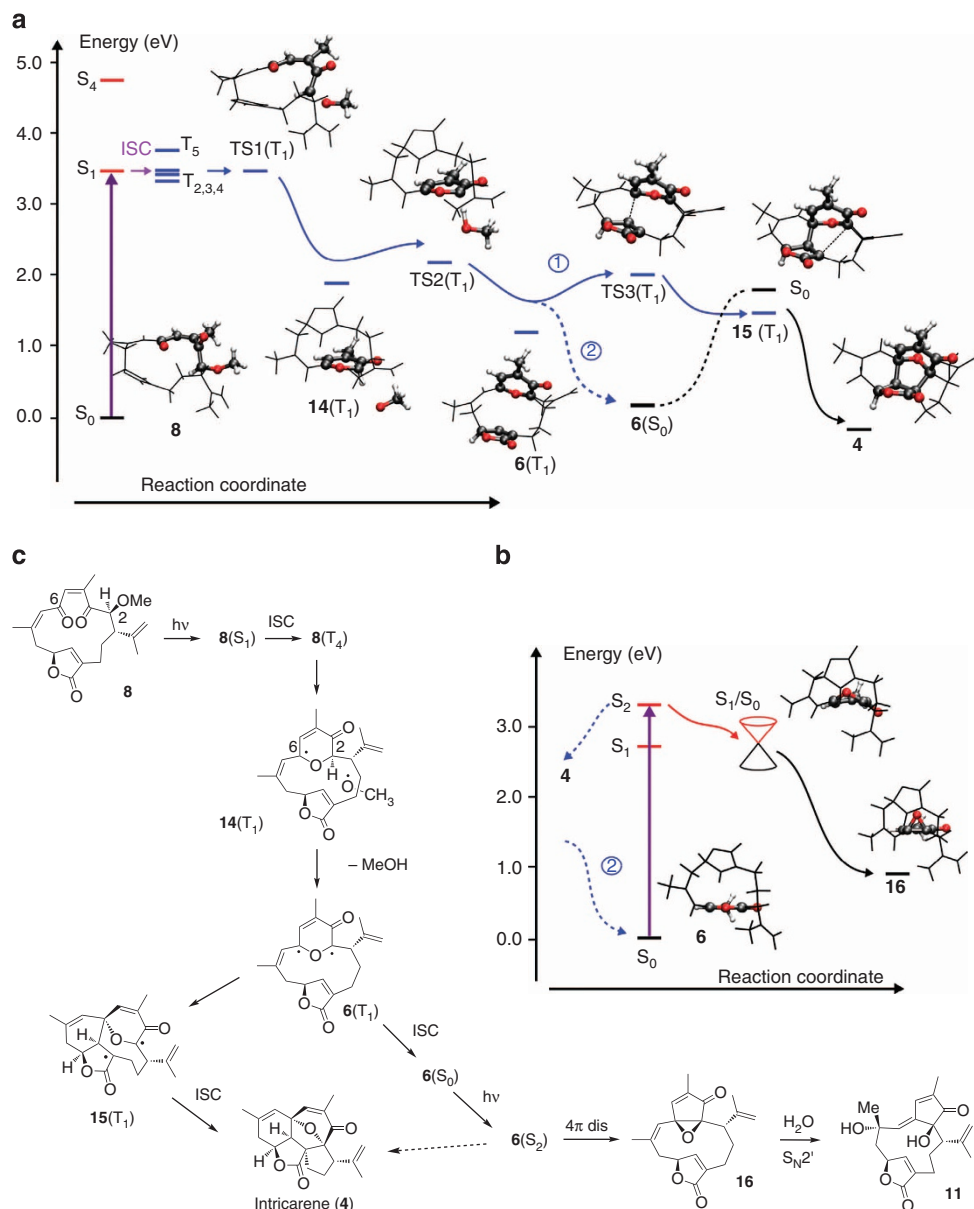 a
Energy (eV)
5.0
S4
4.0
ISC
T5
TS1(T1)
S1
T2,3,4
3.0
TS2(T1)
①
2.0
TS3(T1)
S0
②
15 (T1)
1.0
14(T1)
6(S0)
0.0
S0
8
6(T1)
4
Reaction coordinate
c
6
H
OMe
2
O
O
O
O
8
hν
8(S1)
ISC
8(T4)
6
O
2
O
H
O
CH3
O
O
14(T1)
– MeOH
O
O
O
O
6(T1)
ISC
6(S0)
hν
6(S2)
H
O
O
H
O
O
15(T1)
ISC
H
O
O
H
O
O
Intricarene (4)
4π dis
O
O
O
O
16
H2O
SN2'
Me
HO
O
HO
O
O
11
b
Energy (eV)
S2
S1/S0
3.0
S1
4
2.0
②
16
1.0
6
0.0
S0
Reaction coordinate